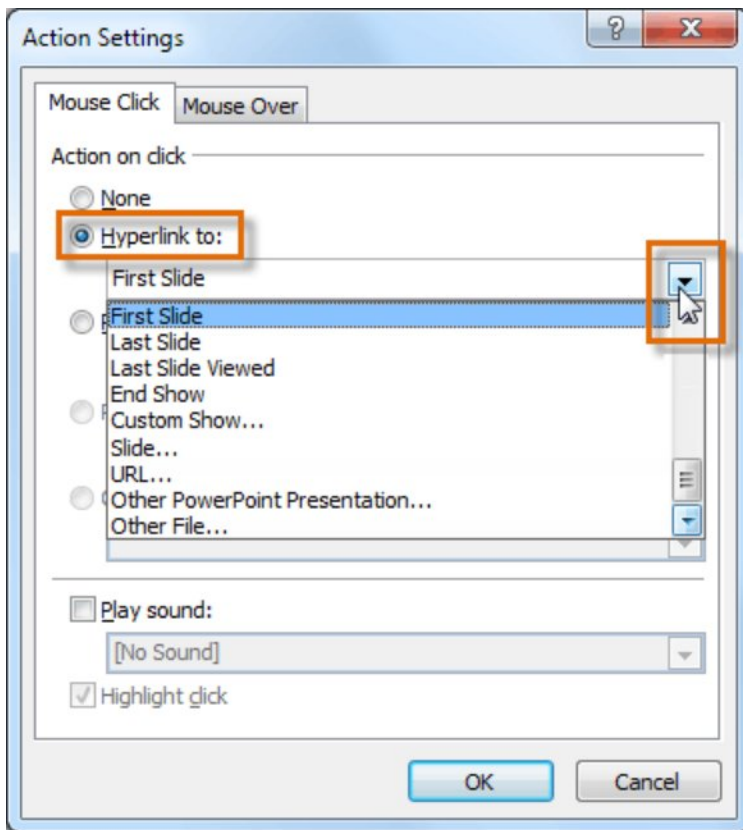 Action Settings
Mouse Click Mouse Over
Action on click
None
Hyperlink to:
First Slide
First Slide
Last Slide
Last Slide Viewed
End Show
Custom Show...
Slide...
URL...
Other PowerPoint Presentation...
Other File...
Play sound:
[No Sound]
Highlight click
OK Cancel